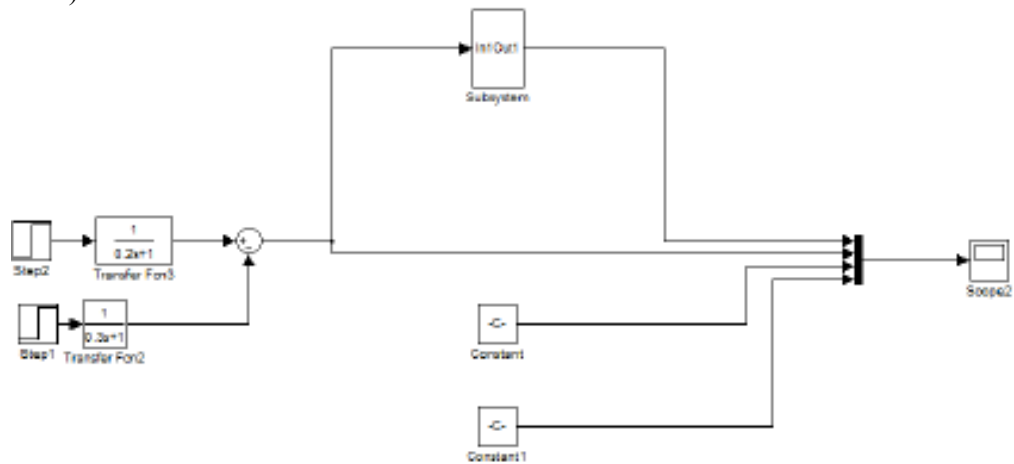 )
In1 Out1
Subsystem
1
0.2s+1
Step2
Transfer Fcn3
Scope2
1
0.3s+1
Step1
Transfer Fcn2
-C-
Constant
-C-
Constant1